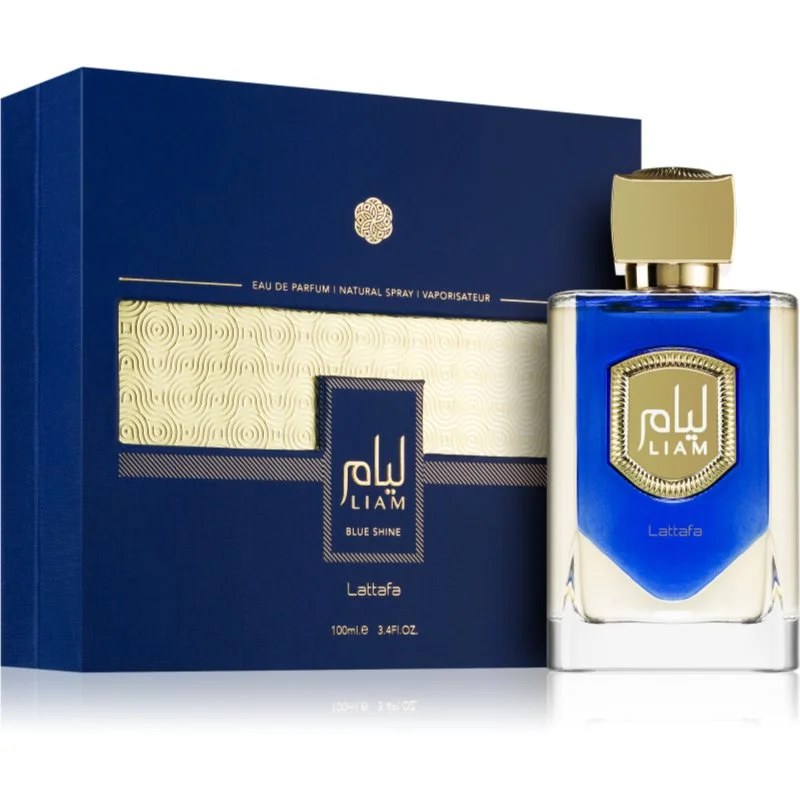 EAU DE PARFUM | NATURAL SPRAY | VAPORISATEUR
ليام
LIAM
BLUE SHINE
Lattafa
100ml.e 3.4Fl.OZ.
ليام
LIAM
Lattafa